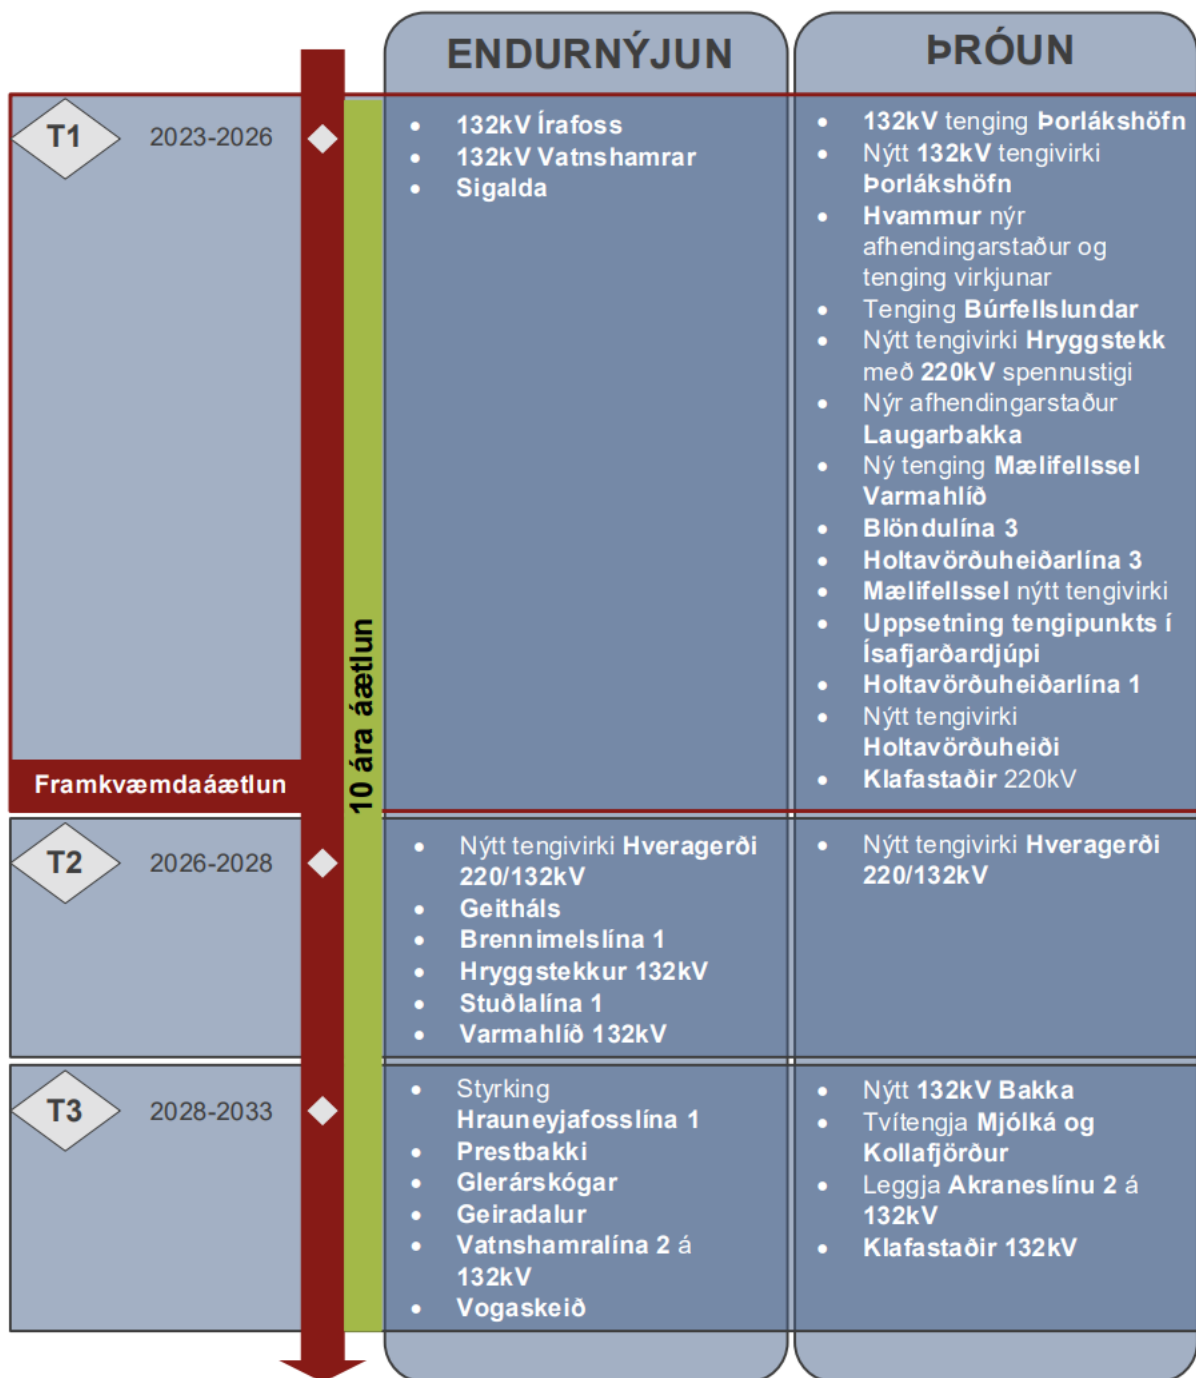 ENDURNÝJUN
ÞRÓUN
T1
2023-2026
• 132kV Írafoss
• 132kV Vatnshamrar
• Sigalda
• 132kV tenging Þorlákshöfn
• Nýtt 132kV tengivirki
Þorlákshöfn
• Hvammur nýr
afhendingarstaður og
tenging virkjunar
• Tenging Búrfellslundar
• Nýtt tengivirki Hryggstekk
með 220kV spennustigi
• Nýr afhendingarstaður
Laugarbakka
• Ný tenging Mælifellssel
Varmahlíð
• Blöndulína 3
• Holtavörðuheiðarlína 3
• Mælifellssel nýtt tengivirki
• Uppsetning tengipunkts í
Ísafjarðardjúpi
• Holtavörðuheiðarlína 1
• Nýtt tengivirki
Holtavörðuheiði
• Klafastaðir 220kV
Framkvæmdaáætlun
10 ára áætlun
T2
2026-2028
• Nýtt tengivirki Hveragerði
220/132kV
• Geitháls
• Brennimelslína 1
• Hryggstekkur 132kV
• Stuðlalína 1
• Varmahlíð 132kV
• Nýtt tengivirki Hveragerði
220/132kV
T3
2028-2033
• Styrking
Hrauneyjafosslína 1
• Prestbakki
• Glerárskógar
• Geiradalur
• Vatnshamralína 2 á
132kV
• Vogaskeið
• Nýtt 132kV Bakka
• Tvítengja Mjólká og
Kollafjörður
• Leggja Akraneslínu 2 á
132kV
• Klafastaðir 132kV